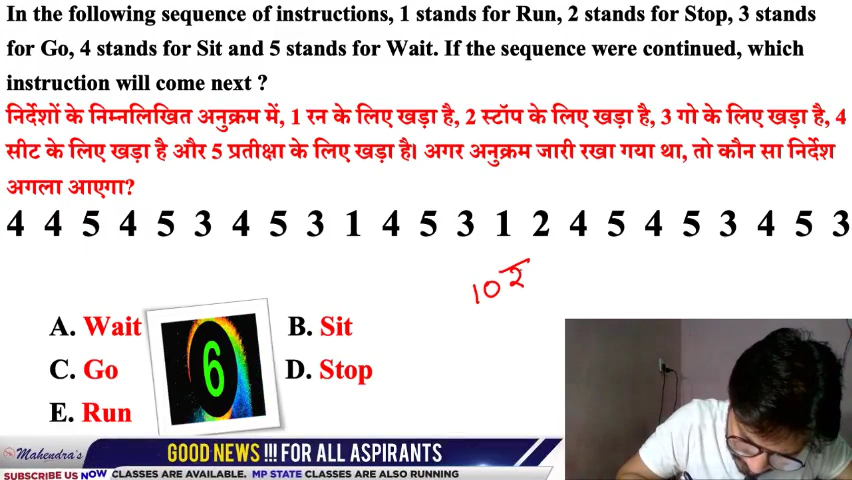 In the following sequence of instructions, 1 stands for Run, 2 stands for Stop, 3 stands
for Go, 4 stands for Sit and 5 stands for Wait. If the sequence were continued, which
instruction will come next ?
निर्देशों के निम्नलिखित अनुक्रम में, 1 रन के लिए खड़ा है, 2 स्टॉप के लिए खड़ा है, 3 गो के लिए खड़ा है, 4
सीट के लिए खड़ा है और 5 प्रतीक्षा के लिए खड़ा है। अगर अनुक्रम जारी रखा गया था, तो कौन सा निर्देश
अगला आएगा?
4 4 5 4 5 3 4 5 3 1 4 5 3 1 2 4 5 4 5 3 4 5 3
10 2
A. Wait B. Sit
C. Go D. Stop
E. Run
6
Mahendra's GOOD NEWS !!! FOR ALL ASPIRANTS
SUBSCRIBE US NOW CLASSES ARE AVAILABLE. MP STATE CLASSES ARE ALSO RUNNING